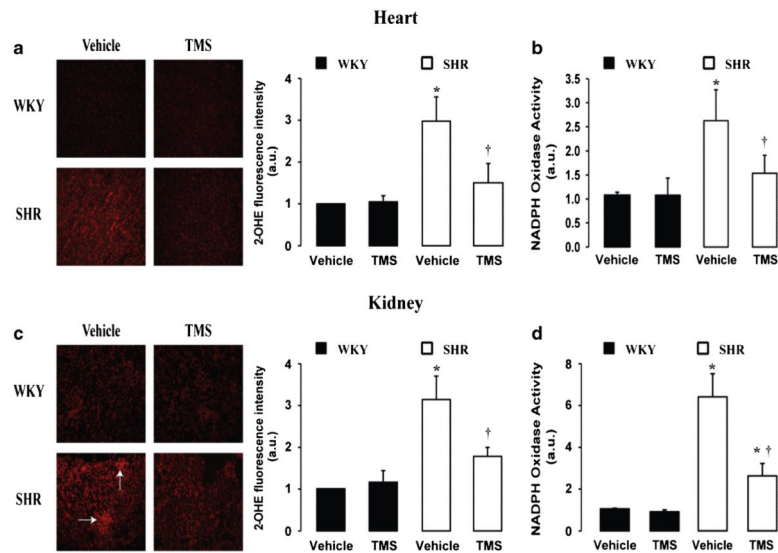 Heart
a
Vehicle
TMS
WKY
SHR
WKY
SHR
2-OHE fluorescence intensity
(a.u.)
4
3
2
1
0
*
†
Vehicle
TMS
Vehicle
TMS
b
WKY
SHR
NADPH Oxidase Activity
(a.u.)
3.5
3.0
2.5
2.0
1.5
1.0
0.5
0.0
*
†
Vehicle
TMS
Vehicle
TMS
Kidney
c
Vehicle
TMS
WKY
SHR
WKY
SHR
2-OHE fluorescence intensity
(a.u.)
4
3
2
1
0
*
†
Vehicle
TMS
Vehicle
TMS
d
WKY
SHR
NADPH Oxidase Activity
(a.u.)
8
6
4
2
0
*
* †
Vehicle
TMS
Vehicle
TMS